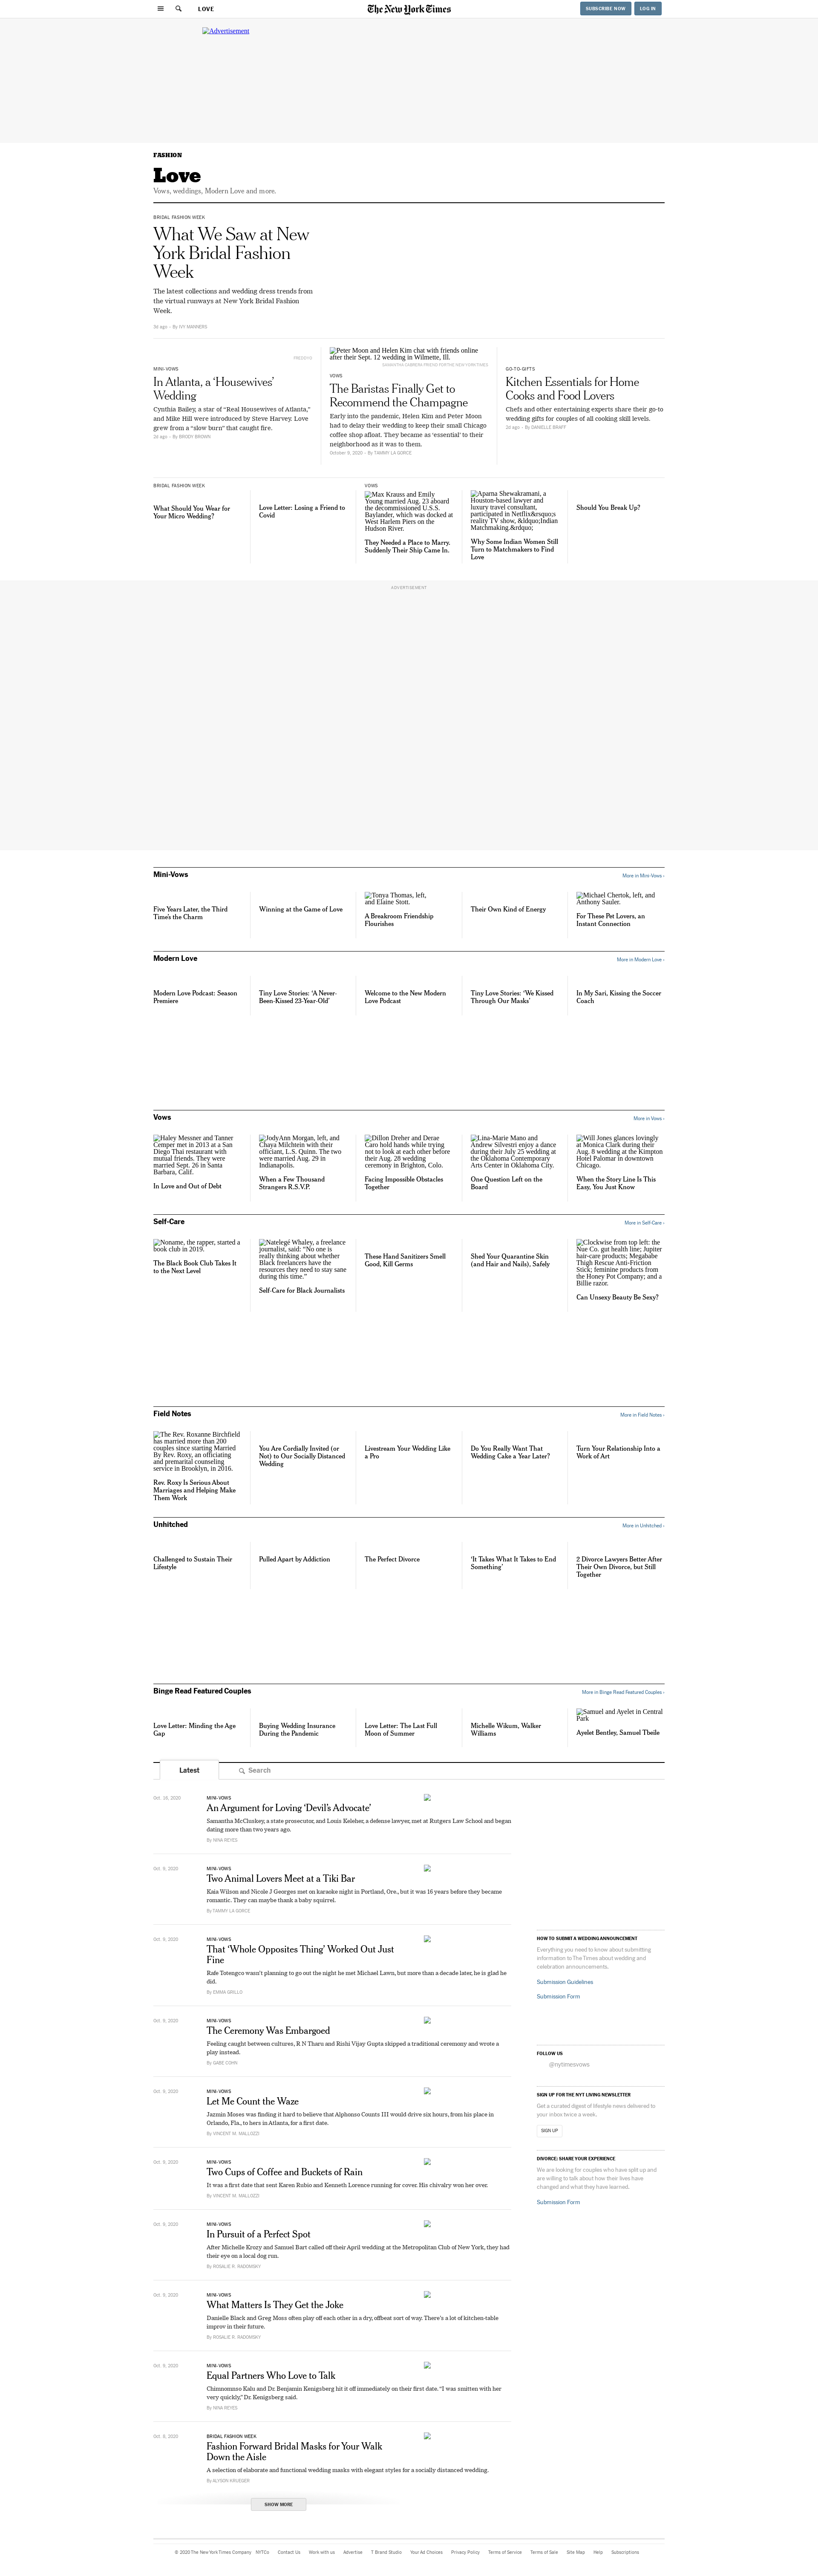 LOVE
The New York Times
SUBSCRIBE NOW
LOG IN
Advertisement
FASHION
Love
Vows, weddings, Modern Love and more.
BRIDAL FASHION WEEK
What We Saw at New
York Bridal Fashion
Week
The latest collections and wedding dress trends from
the virtual runways at New York Bridal Fashion
Week.
By IVY MANNERS
MINI-VOWS
In Atlanta, a ‘Housewives’
Wedding
Cynthia Bailey, a star of “Real Housewives of Atlanta,”
and Mike Hill were introduced by Steve Harvey. Love
grew from a “slow burn” that caught fire.
2d ago - By BRODY BROWN
Peter Moon and Helen Kim chat with friends online
after their Sept. 12 wedding in Wilmette, Ill.
VOWS
The Baristas Finally Get to
Recommend the Champagne
Early into the pandemic, Helen Kim and Peter Moon
had to delay their wedding to keep their small Chicago
coffee shop afloat. They became as ‘essential’ to their
neighborhood as it was to them.
October 9, 2020 - By TAMMY LA GORCE
GO-TO-GIFTS
Kitchen Essentials for Home
Cooks and Food Lovers
Chefs and other entertaining experts share their go-to
wedding gifts for couples of all cooking skill levels.
2d ago - By DANIELLE BRAFF
BRIDAL FASHION WEEK
What Should You Wear for
Your Micro Wedding?
Love Letter: Losing a Friend to
Covid
VOWS
Max Krauss and Emily
Young married Aug. 23 aboard
the decommissioned U.S.S.
Baylander, which was docked at
West Harlem Piers on the
Hudson River.
They Needed a Place to Marry.
Suddenly Their Ship Came In.
Aparna Shewakramani, a
Houston-based lawyer and
luxury travel consultant,
participated in Netflix&rsquo;s
reality TV show, &ldquo;Indian
Matchmaking.&rdquo;
Why Some Indian Women Still
Turn to Matchmakers to Find
Love
Should You Break Up?
ADVERTISEMENT
Mini-Vows
More in Mini-Vows ›
Five Years Later, the Third
Time’s the Charm
Winning at the Game of Love
Tonya Thomas, left,
and Elaine Stott.
A Breakroom Friendship
Flourishes
Their Own Kind of Energy
Michael Chertok, left, and
Anthony Sauler.
For These Pet Lovers, an
Instant Connection
Modern Love
More in Modern Love ›
Modern Love Podcast: Season
Premiere
Tiny Love Stories: ‘A Never-
Been-Kissed 23-Year-Old’
Welcome to the New Modern
Love Podcast
Tiny Love Stories: ‘We Kissed
Through Our Masks’
In My Sari, Kissing the Soccer
Coach
Vows
More in Vows ›
Haley Messner and Tanner
Cemper met in 2013 at a San
Diego Thai restaurant with
mutual friends. They were
married Sept. 26 in Santa
Barbara, Calif.
In Love and Out of Debt
JodyAnn Morgan, left, and
Chaya Milchtein with their
officiant, L.S. Quinn. The two
were married Aug. 29 in
Indianapolis.
When a Few Thousand
Strangers R.S.V.P.
Dillon Dreher and Derae
Caro hold hands while trying
not to look at each other before
their Aug. 28 wedding
ceremony in Brighton, Colo.
Facing Impossible Obstacles
Together
Lina-Marie Mano and
Andrew Silvestri enjoy a dance
during their July 25 wedding at
the Oklahoma Contemporary
Arts Center in Oklahoma City.
One Question Left on the
Board
Will Jones glances lovingly
at Monica Clark during their
Aug. 8 wedding at the Kimpton
Hotel Palomar in downtown
Chicago.
When the Story Line Is This
Easy, You Just Know
Self-Care
More in Self-Care ›
Noname, the rapper, started a
book club in 2019.
The Black Book Club Takes It
to the Next Level
Natelegé Whaley, a freelance
journalist, said: “No one is
really thinking about whether
Black freelancers have the
resources they need to stay sane
during this time.”
Self-Care for Black Journalists
These Hand Sanitizers Smell
Good, Kill Germs
Shed Your Quarantine Skin
(and Hair and Nails), Safely
Clockwise from top left: the
Nue Co. gut health line; Jupiter
hair-care products; Megababe
Thigh Rescue Anti-Friction
Stick; feminine products from
the Honey Pot Company; and a
Billie razor.
Can Unsexy Beauty Be Sexy?
Field Notes
More in Field Notes ›
The Rev. Roxanne Birchfield
has married more than 200
couples since starting Married
By Rev. Roxy, an officiating
and premarital counseling
service in Brooklyn, in 2016.
Rev. Roxy Is Serious About
Marriages and Helping Make
Them Work
You Are Cordially Invited (or
Not) to Our Socially Distanced
Wedding
Livestream Your Wedding Like
a Pro
Do You Really Want That
Wedding Cake a Year Later?
Turn Your Relationship Into a
Work of Art
Unhitched
More in Unhitched ›
Challenged to Sustain Their
Lifestyle
Pulled Apart by Addiction
The Perfect Divorce
‘It Takes What It Takes to End
Something’
2 Divorce Lawyers Better After
Their Own Divorce, but Still
Together
Binge Read Featured Couples
More in Binge Read Featured Couples ›
Love Letter: Minding the Age
Gap
Buying Wedding Insurance
During the Pandemic
Love Letter: The Last Full
Moon of Summer
Michelle Wikum, Walker
Williams
Samuel and Ayelet in Central
Park
Ayelet Bentley, Samuel Tbeile
Latest
Search
Oct. 16, 2020
MINI-VOWS
An Argument for Loving ‘Devil’s Advocate’
Samantha McCluskey, a state prosecutor, and Louis Keleher, a defense lawyer, met at Rutgers Law School and began
dating more than two years ago.
By NINA REYES
Oct. 9, 2020
MINI-VOWS
Two Animal Lovers Meet at a Tiki Bar
Kaia Wilson and Nicole J Georges met on karaoke night in Portland, Ore., but it was 16 years before they became
romantic. They can maybe thank a baby squirrel.
By TAMMY LA GORCE
Oct. 9, 2020
MINI-VOWS
That ‘Whole Opposites Thing’ Worked Out Just
Fine
Rafe Totengco wasn’t planning to go out the night he met Michael Lawn, but more than a decade later, he is glad he
did.
By EMMA GRILLO
Oct. 9, 2020
MINI-VOWS
The Ceremony Was Embargoed
Feeling caught between cultures, R N Tharu and Rishi Vijay Gupta skipped a traditional ceremony and wrote a
play instead.
By GABE COHN
Oct. 9, 2020
MINI-VOWS
Let Me Count the Waze
Jazmin Moses was finding it hard to believe that Alphonso Counts III would drive six hours, from his place in
Orlando, Fla., to hers in Atlanta, for a first date.
By VINCENT M. MALLOZZI
Oct. 9, 2020
MINI-VOWS
Two Cups of Coffee and Buckets of Rain
It was a first date that sent Karen Rubio and Kenneth Lorence running for cover. His chivalry won her over.
By VINCENT M. MALLOZZI
Oct. 9, 2020
MINI-VOWS
In Pursuit of a Perfect Spot
After Michelle Krozy and Samuel Bart called off their April wedding at the Metropolitan Club of New York, they had
their eye on a local dog run.
By ROSALIE R. RADOMSKY
Oct. 9, 2020
MINI-VOWS
What Matters Is They Get the Joke
Danielle Black and Greg Moss often play off each other in a dry, offbeat sort of way. There’s a lot of kitchen-table
improv in their future.
By ROSALIE R. RADOMSKY
Oct. 9, 2020
MINI-VOWS
Equal Partners Who Love to Talk
Chinnonmso Kalu and Dr. Benjamin Kenigsberg hit it off immediately on their first date. “I was smitten with her
very quickly,” Dr. Kenigsberg said.
By NINA REYES
Oct. 8, 2020
BRIDAL FASHION WEEK
Fashion Forward Bridal Masks for Your Walk
Down the Aisle
A selection of elaborate and functional wedding masks with elegant styles for a socially distanced wedding.
By ALYSON KRUEGER
SHOW MORE
HOW TO SUBMIT A WEDDING ANNOUNCEMENT
Everything you need to know about submitting
information to The Times about wedding and
celebration announcements.
Submission Guidelines
Submission Form
FOLLOW US
@nytimesvows
SIGN UP FOR THE NYT LIVING NEWSLETTER
Get a curated digest of lifestyle news delivered to
your inbox twice a week.
SIGN UP
DIVORCE: SHARE YOUR EXPERIENCE
We are looking for couples who have split up and
are willing to talk about how their lives have
changed and what they have learned.
Submission Form
© 2020 The New York Times Company
NYTCo
Contact Us
Work with us
Advertise
T Brand Studio
Your Ad Choices
Privacy Policy
Terms of Service
Terms of Sale
Site Map
Help
Subscriptions